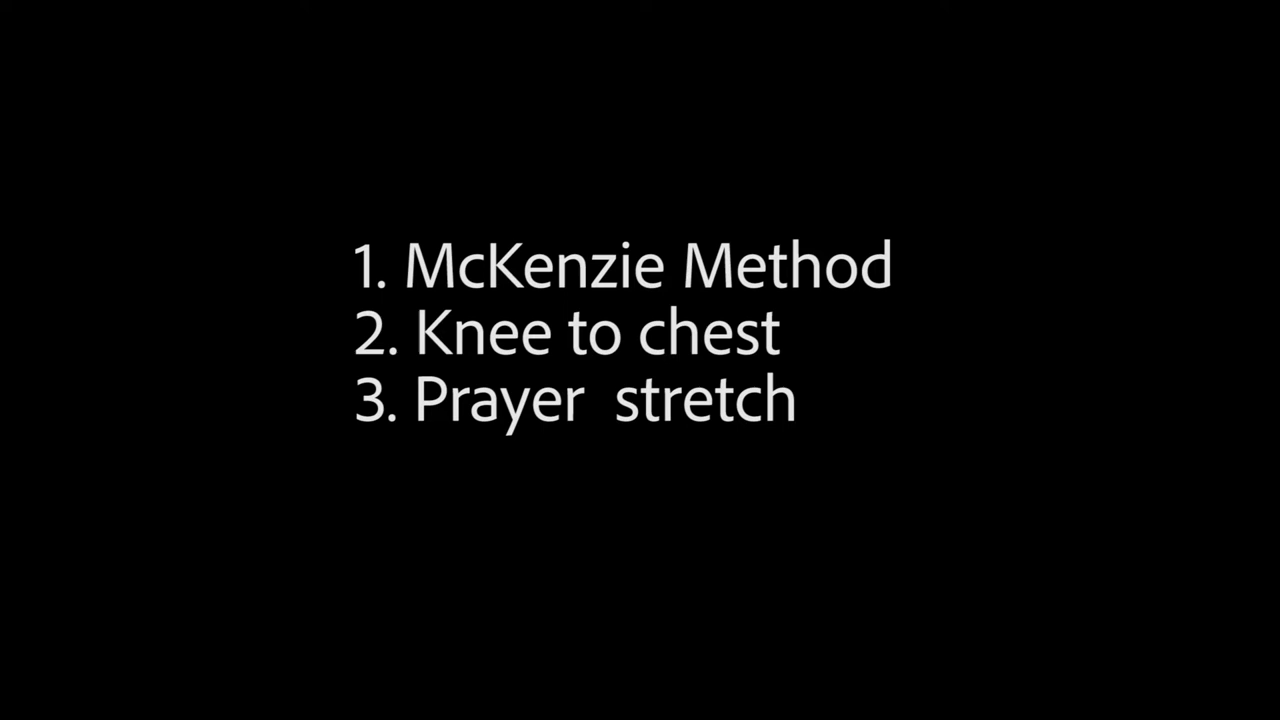 1. McKenzie Method
2. Knee to chest
3. Prayer  stretch